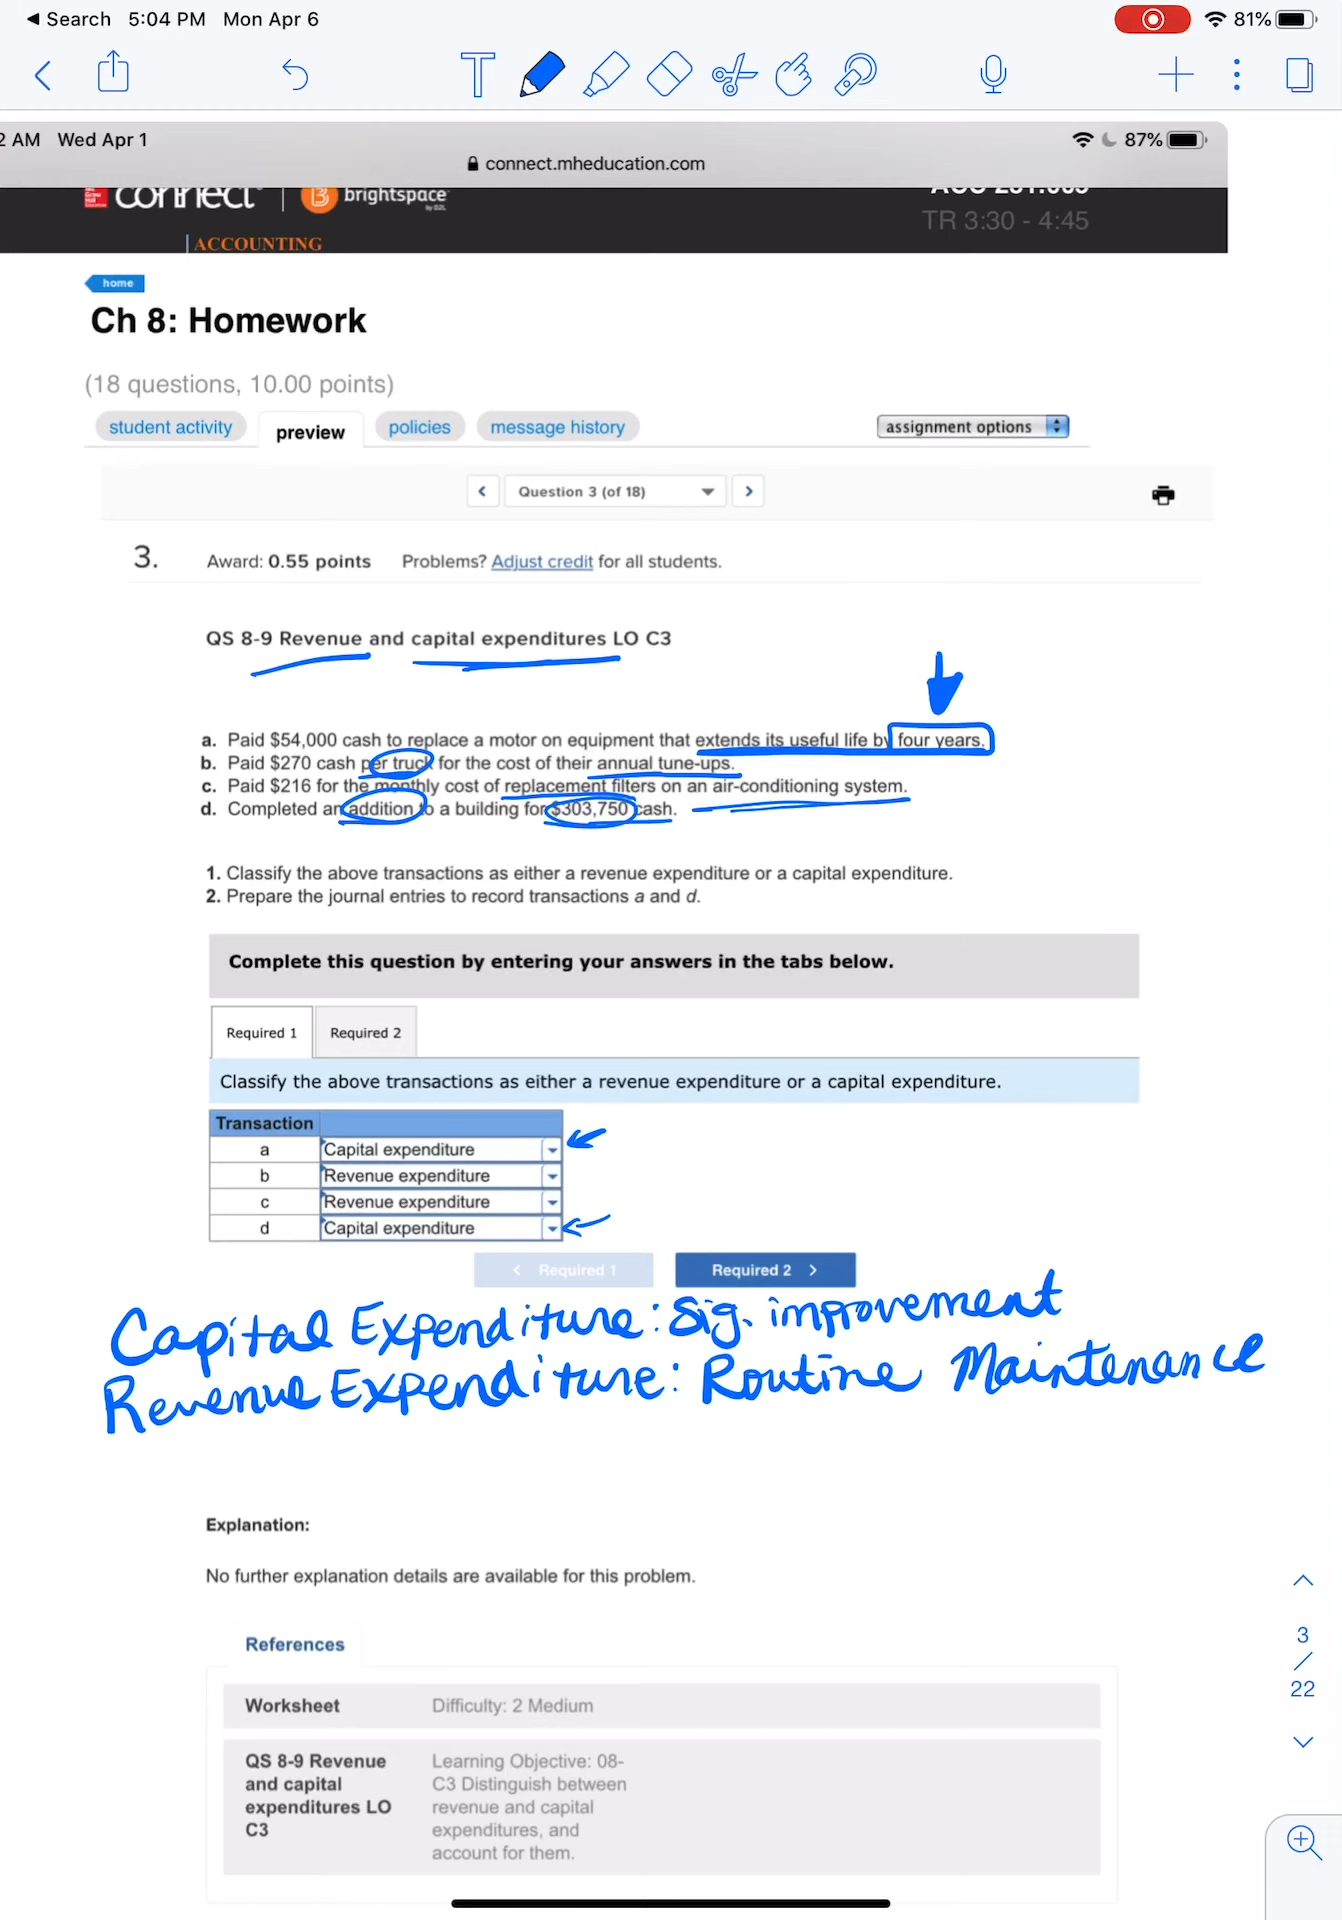 Search 5:04 PM Mon Apr 6 81%
T
2 AM Wed Apr 1 87%
connect.mheducation.com
connect B brightspace
by D2L
TR 3:30 - 4:45
ACCOUNTING
home
Ch 8: Homework
(18 questions, 10.00 points)
student activity preview policies message history assignment options
Question 3 (of 18)
3. Award: 0.55 points Problems? Adjust credit for all students.
QS 8-9 Revenue and capital expenditures LO C3
a. Paid $54,000 cash to replace a motor on equipment that extends its useful life by four years.
b. Paid $270 cash per truck for the cost of their annual tune-ups.
c. Paid $216 for the monthly cost of replacement filters on an air-conditioning system.
d. Completed an addition to a building for $303,750 cash.
1. Classify the above transactions as either a revenue expenditure or a capital expenditure.
2. Prepare the journal entries to record transactions a and d.
Complete this question by entering your answers in the tabs below.
Required 1 Required 2
Classify the above transactions as either a revenue expenditure or a capital expenditure.
Transaction
a Capital expenditure
b Revenue expenditure
c Revenue expenditure
d Capital expenditure
< Required 1 Required 2 >
Capital Expenditure: Sig. improvement
Revenue Expenditure: Routine Maintenance
Explanation:
No further explanation details are available for this problem.
References
Worksheet Difficulty: 2 Medium
QS 8-9 Revenue Learning Objective: 08-
and capital C3 Distinguish between
expenditures LO revenue and capital
C3 expenditures, and
account for them.
3
/
22